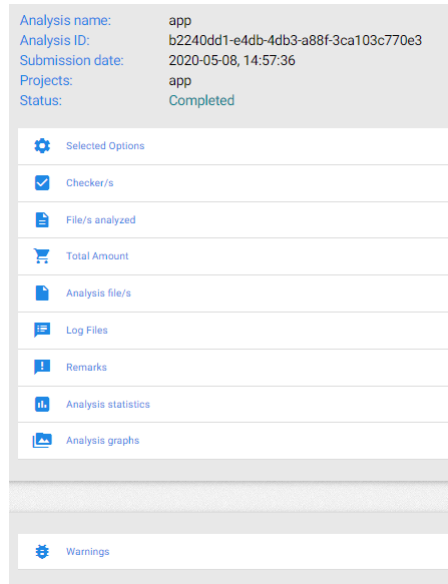 Analysis name: app
Analysis ID: b2240dd1-e4db-4db3-a88f-3ca103c770e3
Submission date: 2020-05-08, 14:57:36
Projects: app
Status: Completed
Selected Options
Checker/s
File/s analyzed
Total Amount
Analysis file/s
Log Files
Remarks
Analysis statistics
Analysis graphs
Warnings